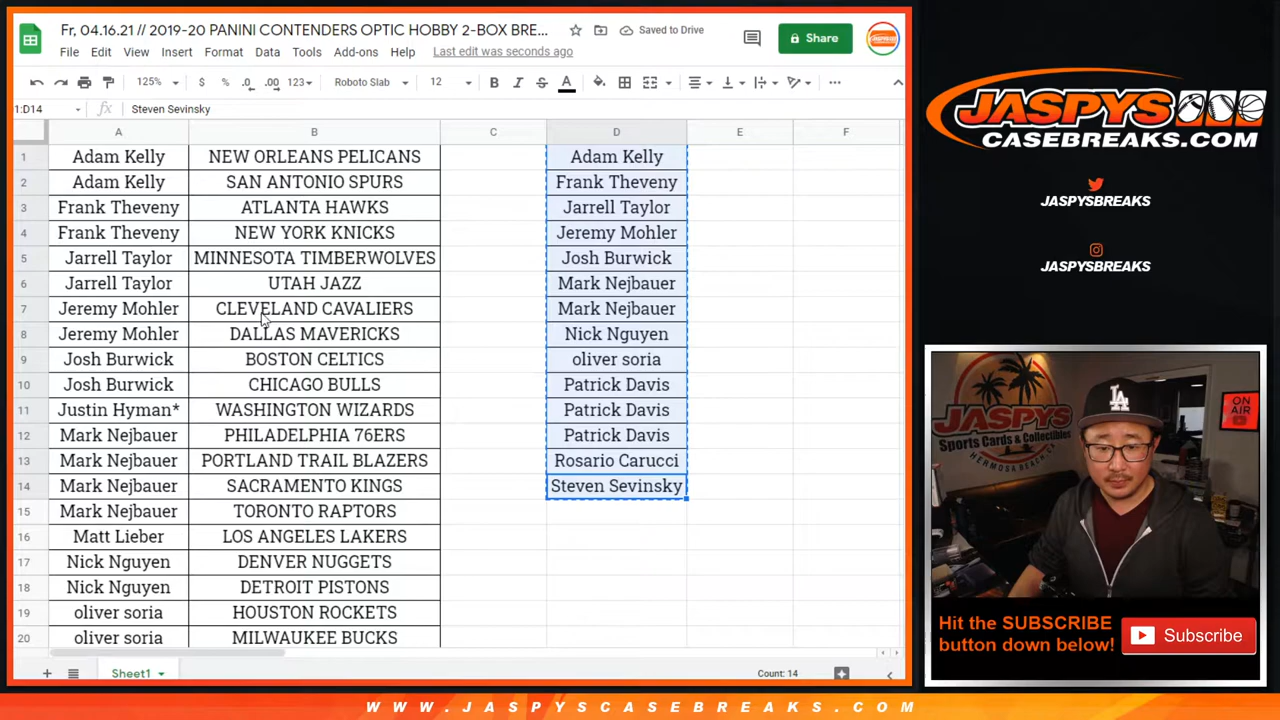 Fr, 04.16.21 // 2019-20 PANINI CONTENDERS OPTIC HOBBY 2-BOX BRE...
Saved to Drive
Share
File Edit View Insert Format Data Tools Add-ons Help Last edit was seconds ago
125% $ % .0 .00 123 Roboto Slab 12 B I S A
1:D14 fx Steven Sevinsky
A B C D E F
1 Adam Kelly NEW ORLEANS PELICANS Adam Kelly
2 Adam Kelly SAN ANTONIO SPURS Frank Theveny
3 Frank Theveny ATLANTA HAWKS Jarrell Taylor
4 Frank Theveny NEW YORK KNICKS Jeremy Mohler
5 Jarrell Taylor MINNESOTA TIMBERWOLVES Josh Burwick
6 Jarrell Taylor UTAH JAZZ Mark Nejbauer
7 Jeremy Mohler CLEVELAND CAVALIERS Mark Nejbauer
8 Jeremy Mohler DALLAS MAVERICKS Nick Nguyen
9 Josh Burwick BOSTON CELTICS oliver soria
10 Josh Burwick CHICAGO BULLS Patrick Davis
11 Justin Hyman* WASHINGTON WIZARDS Patrick Davis
12 Mark Nejbauer PHILADELPHIA 76ERS Patrick Davis
13 Mark Nejbauer PORTLAND TRAIL BLAZERS Rosario Carucci
14 Mark Nejbauer SACRAMENTO KINGS Steven Sevinsky
15 Mark Nejbauer TORONTO RAPTORS
16 Matt Lieber LOS ANGELES LAKERS
17 Nick Nguyen DENVER NUGGETS
18 Nick Nguyen DETROIT PISTONS
19 oliver soria HOUSTON ROCKETS
20 oliver soria MILWAUKEE BUCKS
Sheet1
Count: 14
JASPYS
CASEBREAKS.COM
JASPYSBREAKS
JASPYSBREAKS
JASPYS
Sports Cards & Collectibles
HERMOSA BEACH, CA
LA
ON AIR
Hit the SUBSCRIBE
button down below!
Subscribe
WWW.JASPYSCASEBREAKS.COM